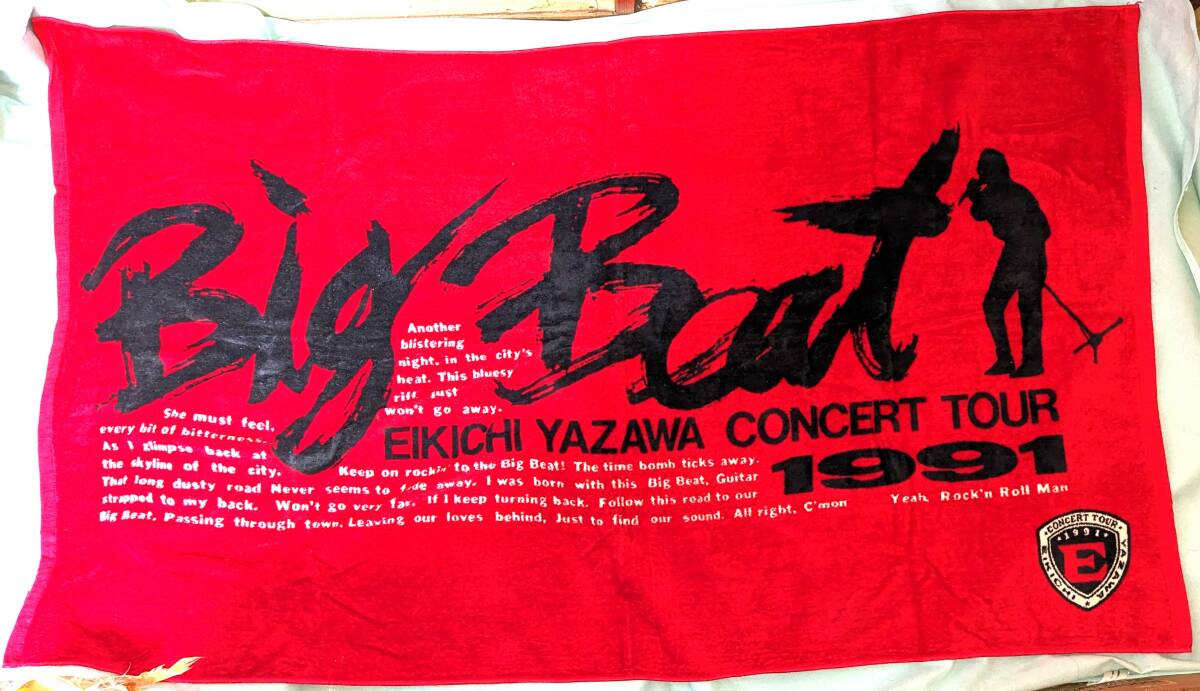 Big Beat
Another
blistering
night. in the city's
heat. This bluesy
riff just
won't go away.
EIKICHI YAZAWA CONCERT TOUR
1991
She must feel,
every bit of bitterness.
As I glimpse back at
the skyline of the city.
Keep on rockin' to the Big Beat! The time bomb ticks away.
That long dusty road Never seems to fade away. I was born with this Big Beat, Guitar
strapped to my back. Won't go very far, If I keep turning back. Follow this road to our
Big Beat. Passing through town. Leaving our loves behind, Just to find our sound. All right, C'mon
Yeah, Rock'n Roll Man
CONCERT TOUR
1991
E
EIKICHI
YAZAWA